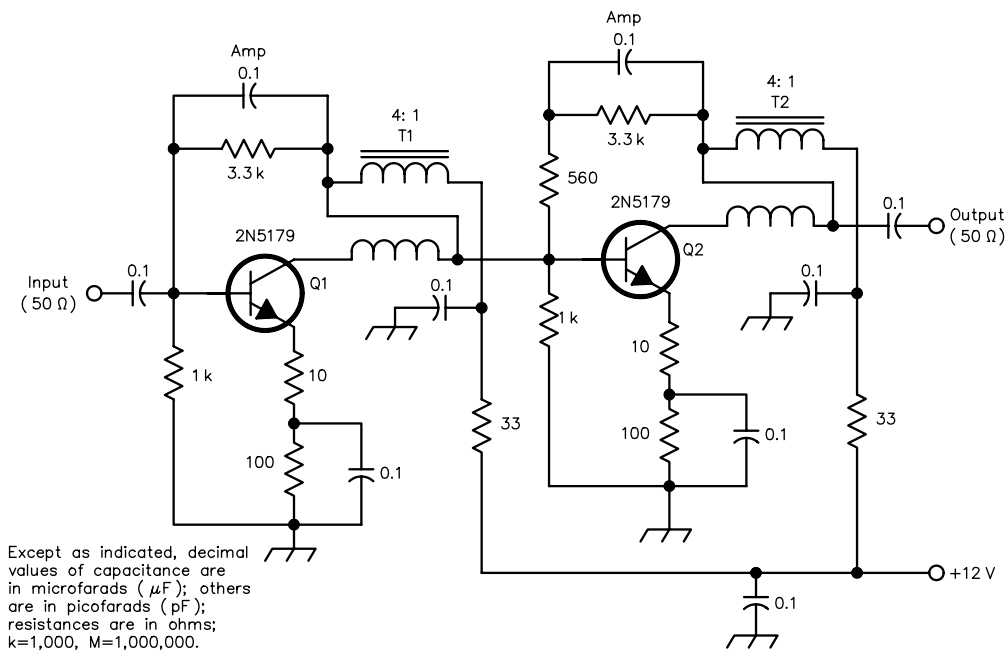 Amp
0.1
3.3 k
4: 1
T1
2N5179
Q1
Input
(50 Ω)
0.1
1 k
10
100
0.1
0.1
33
Amp
0.1
3.3 k
560
4: 1
T2
2N5179
Q2
0.1
Output
(50 Ω)
1 k
10
100
0.1
0.1
33
+12 V
0.1
Except as indicated, decimal
values of capacitance are
in microfarads (μF); others
are in picofarads (pF);
resistances are in ohms;
k=1,000, M=1,000,000.